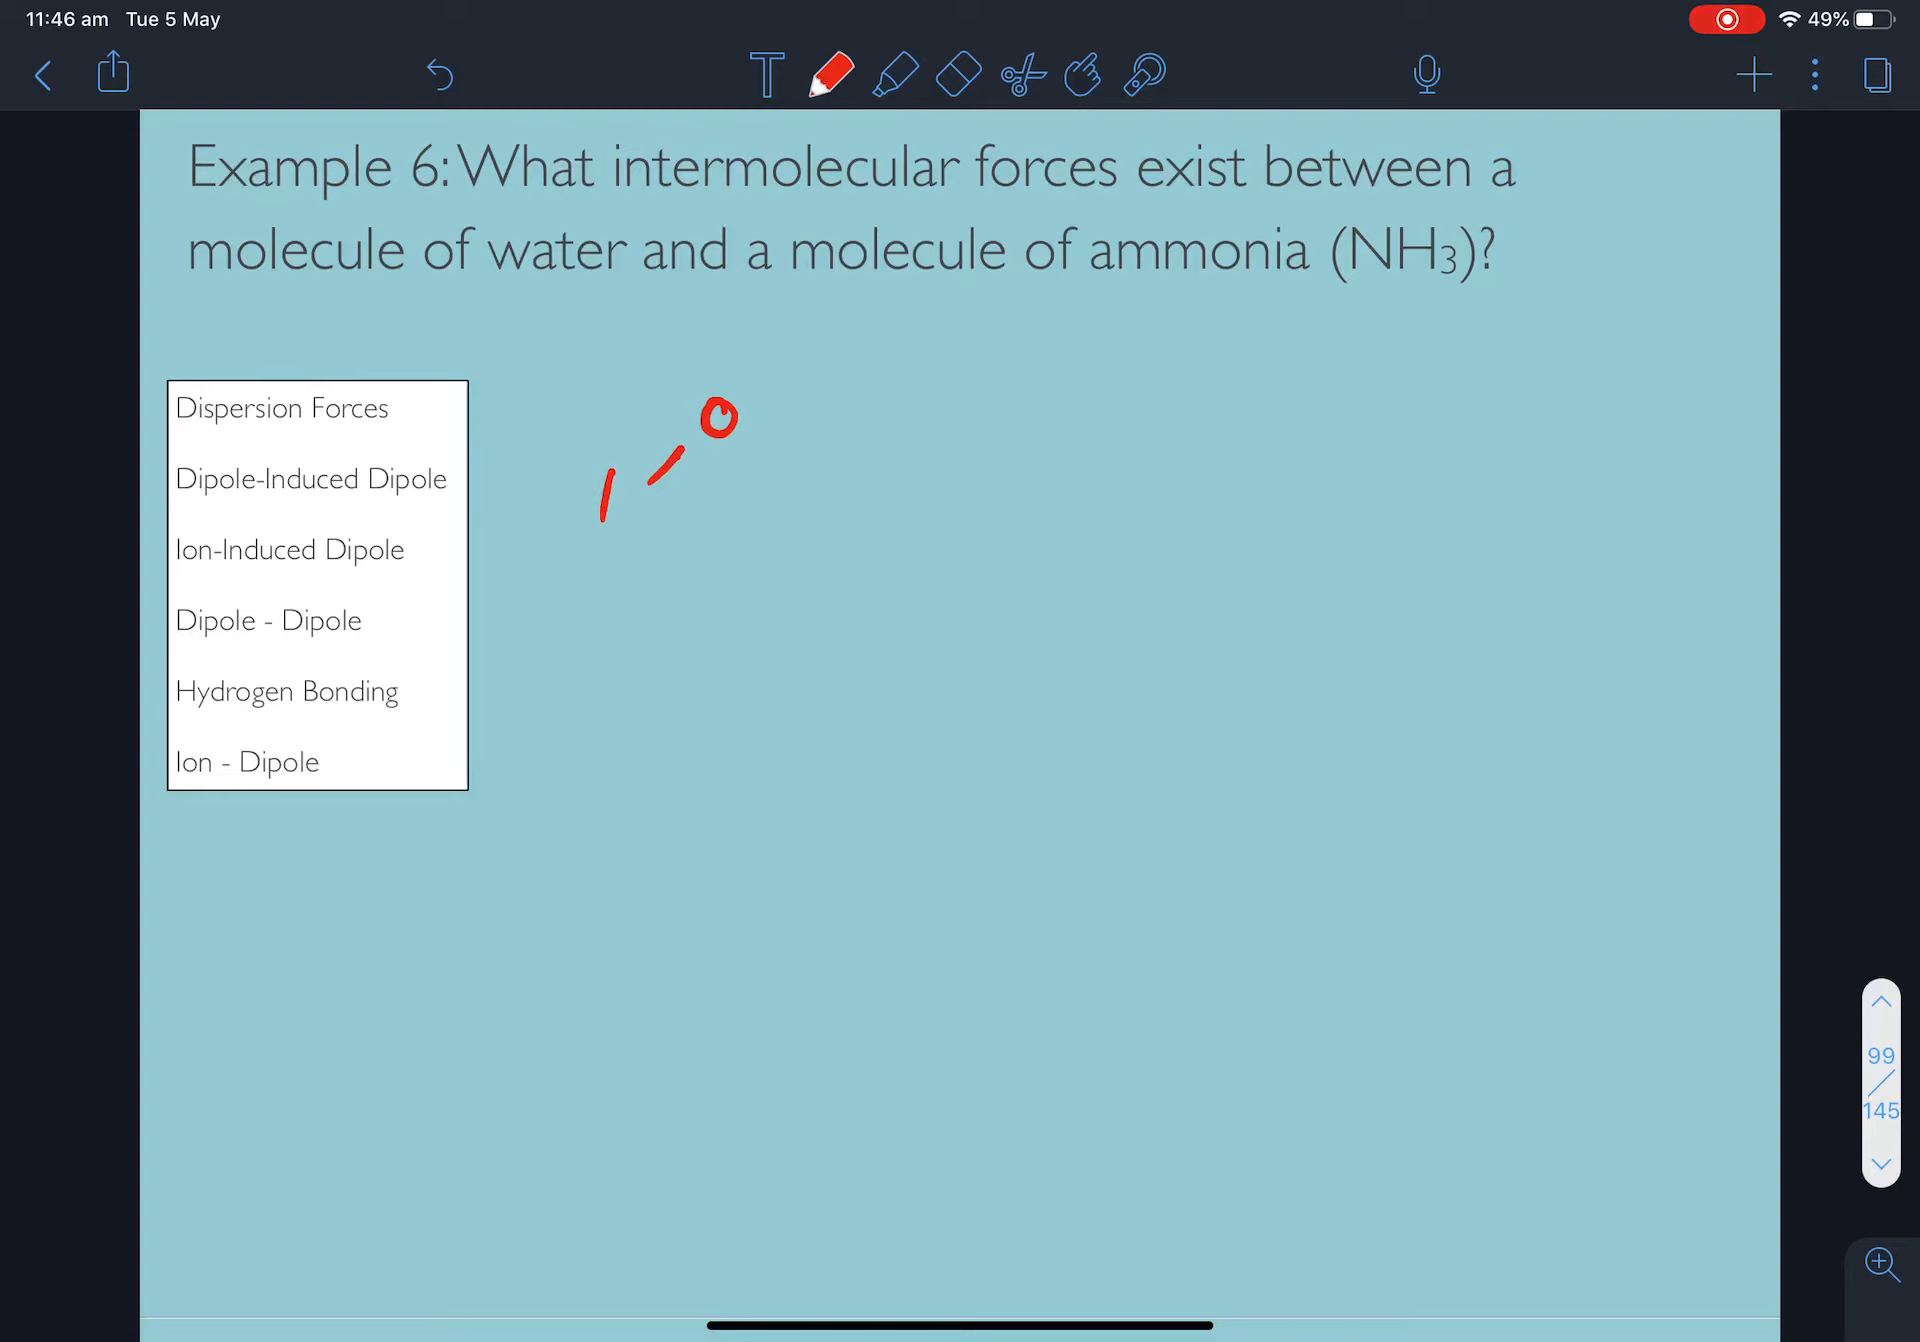 11:46 am Tue 5 May
49%
T
Example 6: What intermolecular forces exist between a
molecule of water and a molecule of ammonia (NH₃)?
Dispersion Forces
Dipole-Induced Dipole
Ion-Induced Dipole
Dipole - Dipole
Hydrogen Bonding
Ion - Dipole
O
99
145